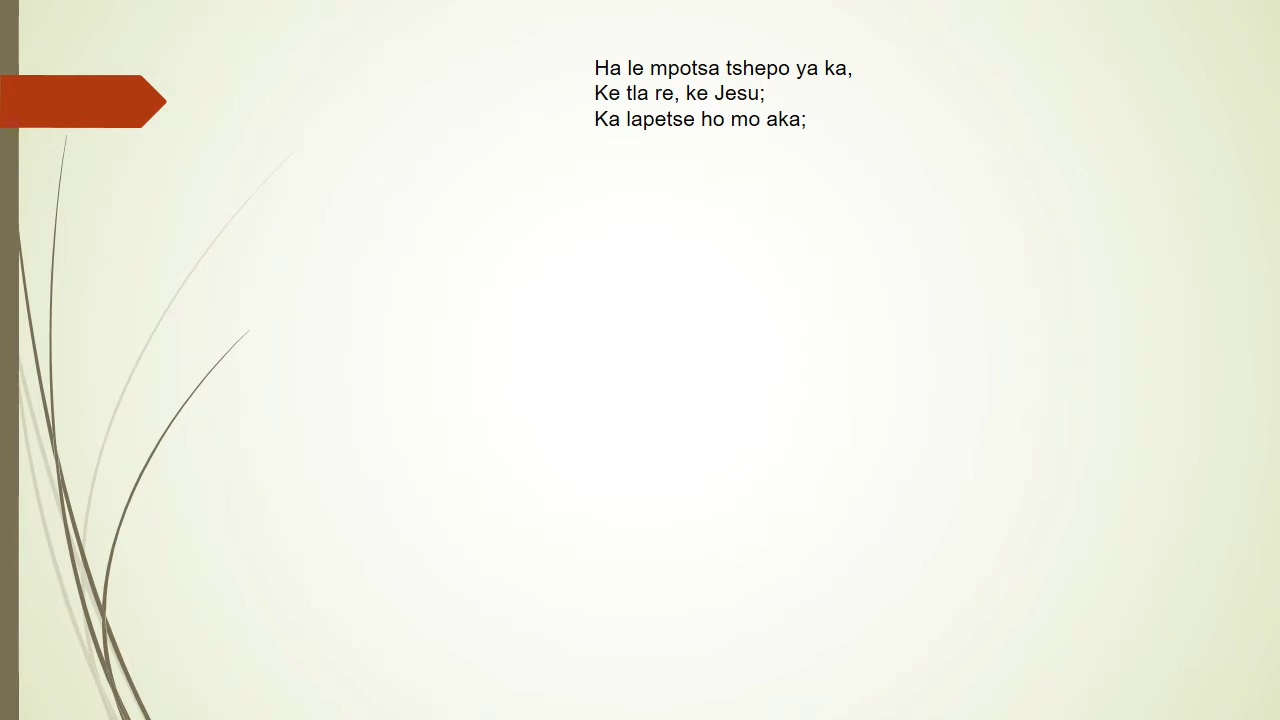 Ha le mpotsa tshepo ya ka,
Ke tla re, ke Jesu;
Ka lapetse ho mo aka;